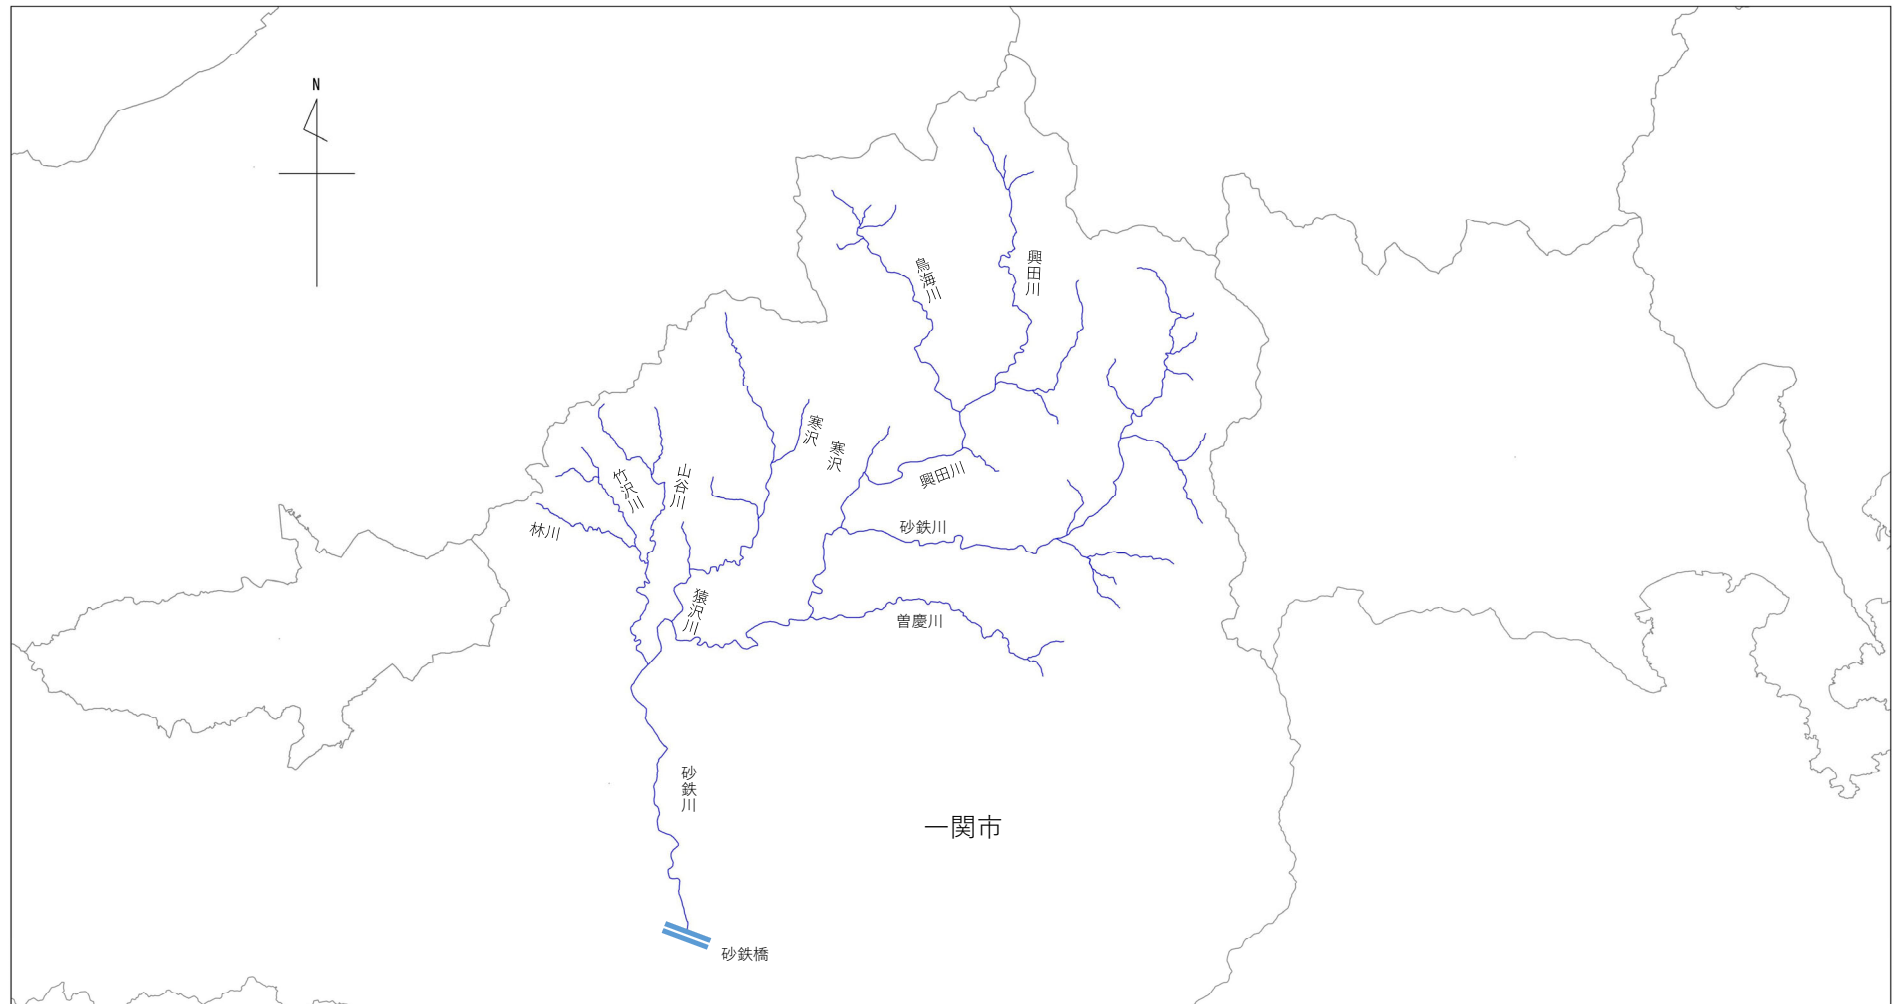 N
鳥海川
興田川
寒沢
寒沢
竹沢川
山谷川
興田川
林川
砂鉄川
猿沢川
曽慶川
砂鉄川
一関市
砂鉄橋